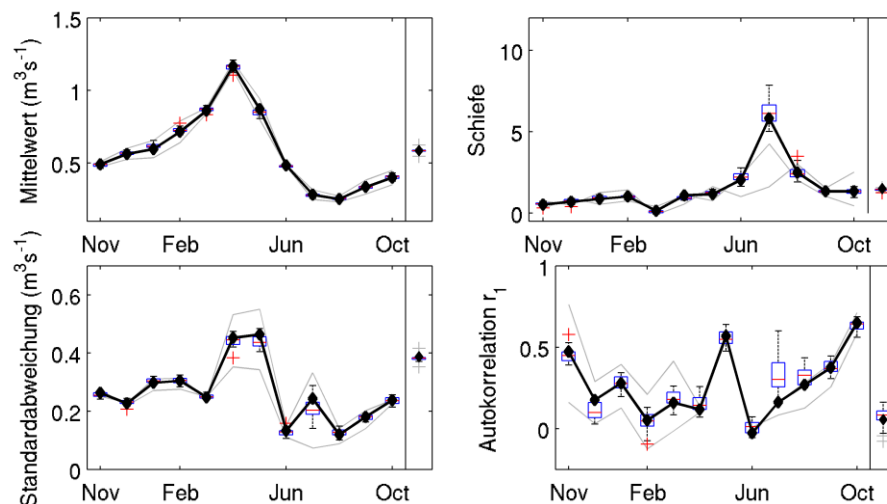 Mittelwert (m³s⁻¹)
1.5
1
0.5
Nov
Feb
Jun
Oct
Schiefe
10
5
0
Nov
Feb
Jun
Oct
Standardabweichung (m³s⁻¹)
0.6
0.4
0.2
0
Nov
Feb
Jun
Oct
Autokorrelation r₁
1
0.5
0
Nov
Feb
Jun
Oct